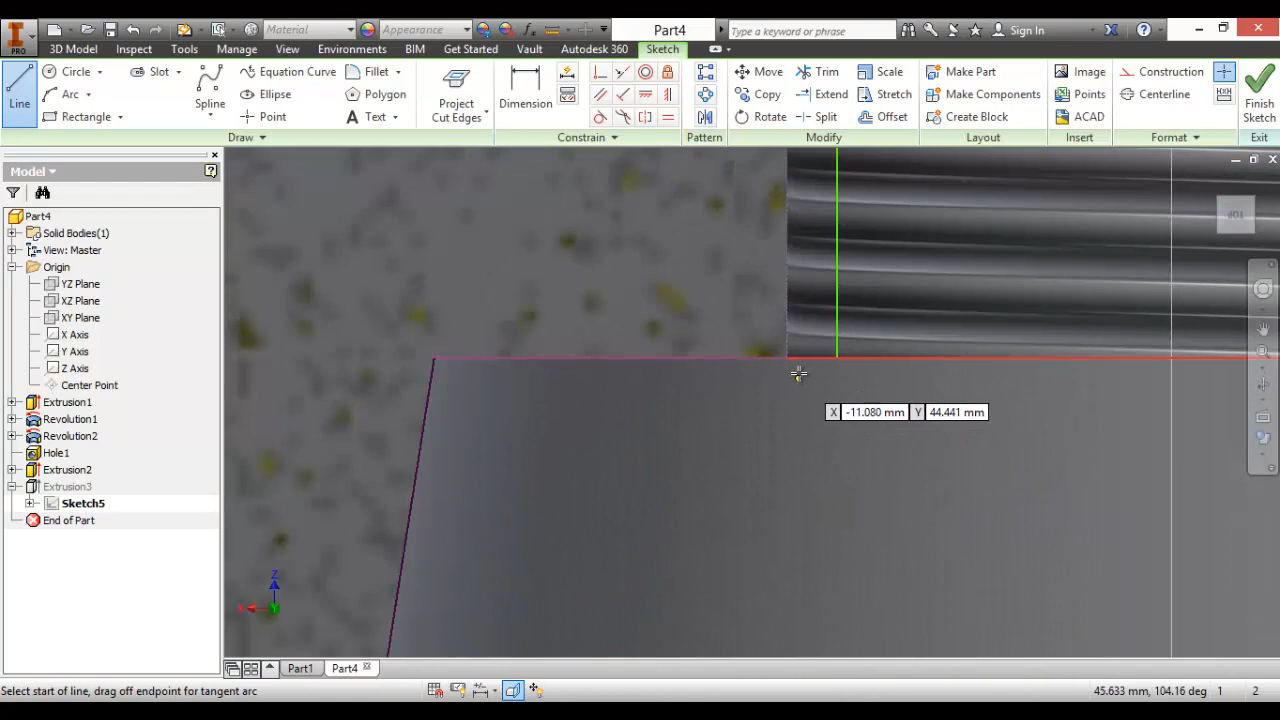 PRO
Material
Appearance
fx
Part4
Type a keyword or phrase
Sign In
3D Model Inspect Tools Manage View Environments BIM Get Started Vault Autodesk 360 Sketch
Line
Circle
Arc
Rectangle
Slot
Spline
Equation Curve
Ellipse
Point
Fillet
Polygon
Text
Project
Cut Edges
Dimension
Move
Copy
Rotate
Trim
Extend
Split
Scale
Stretch
Offset
Make Part
Make Components
Create Block
Image
Points
ACAD
Construction
Centerline
Finish
Sketch
Draw Constrain Pattern Modify Layout Insert Format Exit
Model
Part4
Solid Bodies(1)
View: Master
Origin
YZ Plane
XZ Plane
XY Plane
X Axis
Y Axis
Z Axis
Center Point
Extrusion1
Revolution1
Revolution2
Hole1
Extrusion2
Extrusion3
Sketch5
End of Part
TOP
X -11.080 mm Y 44.441 mm
Z
X
Y
Part1 Part4
Select start of line, drag off endpoint for tangent arc
45.633 mm, 104.16 deg 1 2